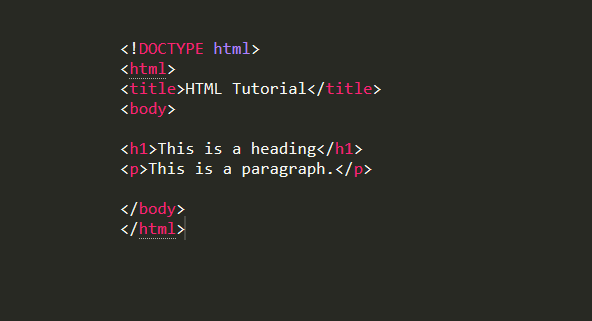 <!DOCTYPE html>
<html>
<title>HTML Tutorial</title>
<body>

<h1>This is a heading</h1>
<p>This is a paragraph.</p>

</body>
</html>